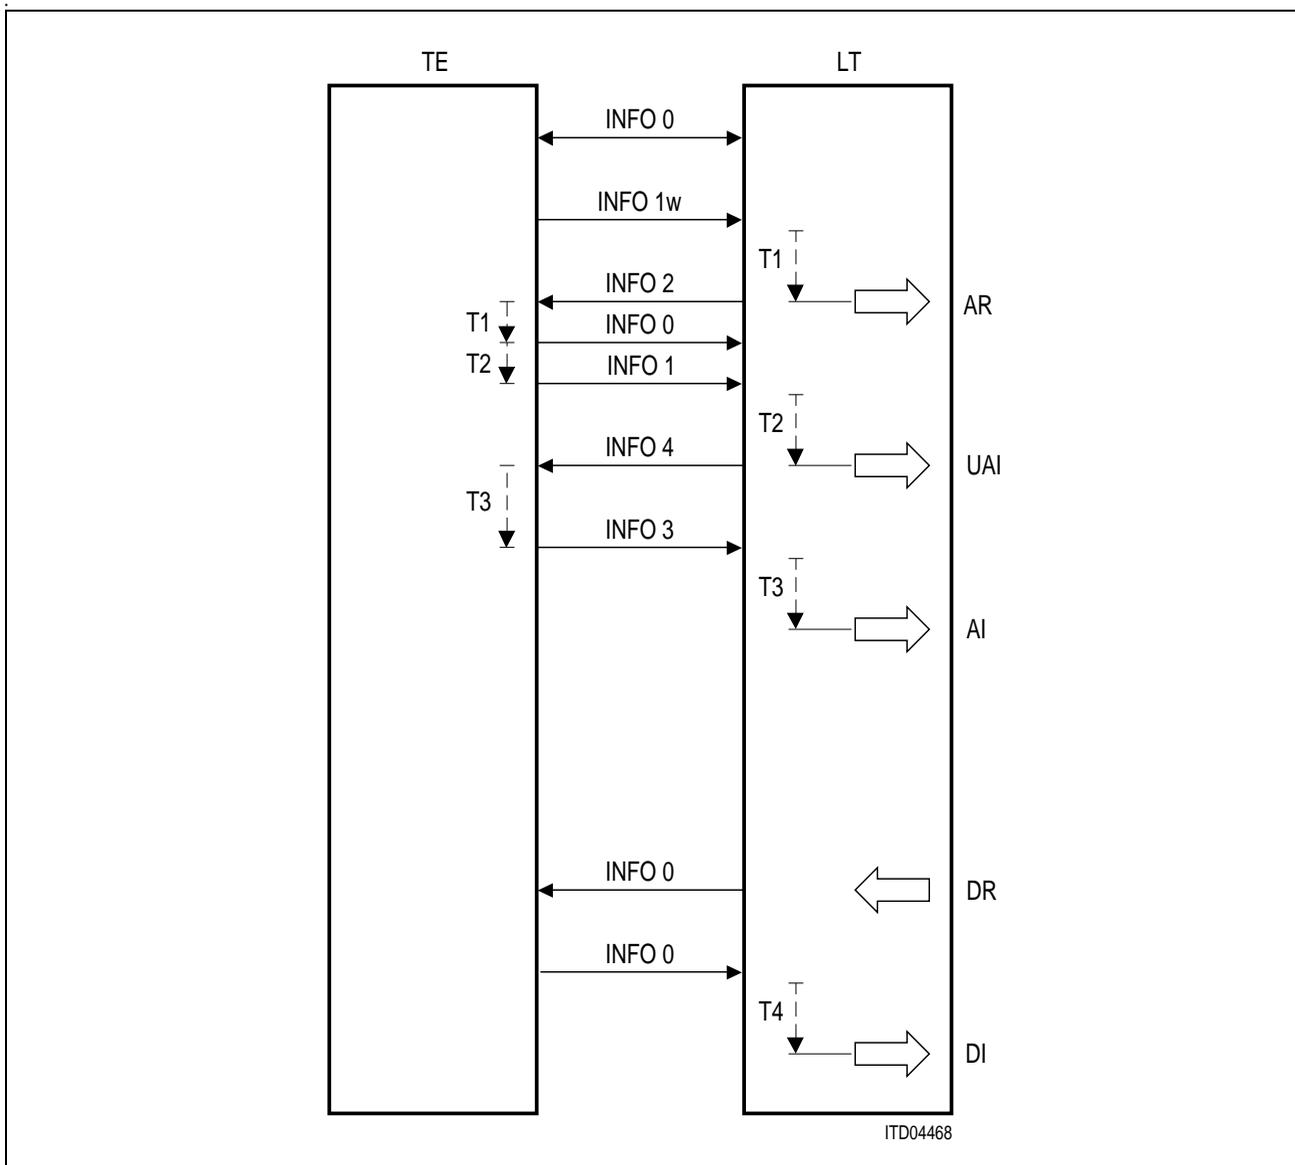 TE LT
INFO 0
INFO 1w
T1
INFO 2
AR
T1
INFO 0
T2
INFO 1
T2
INFO 4
UAI
T3
INFO 3
T3
AI
INFO 0
DR
INFO 0
T4
DI
ITD04468